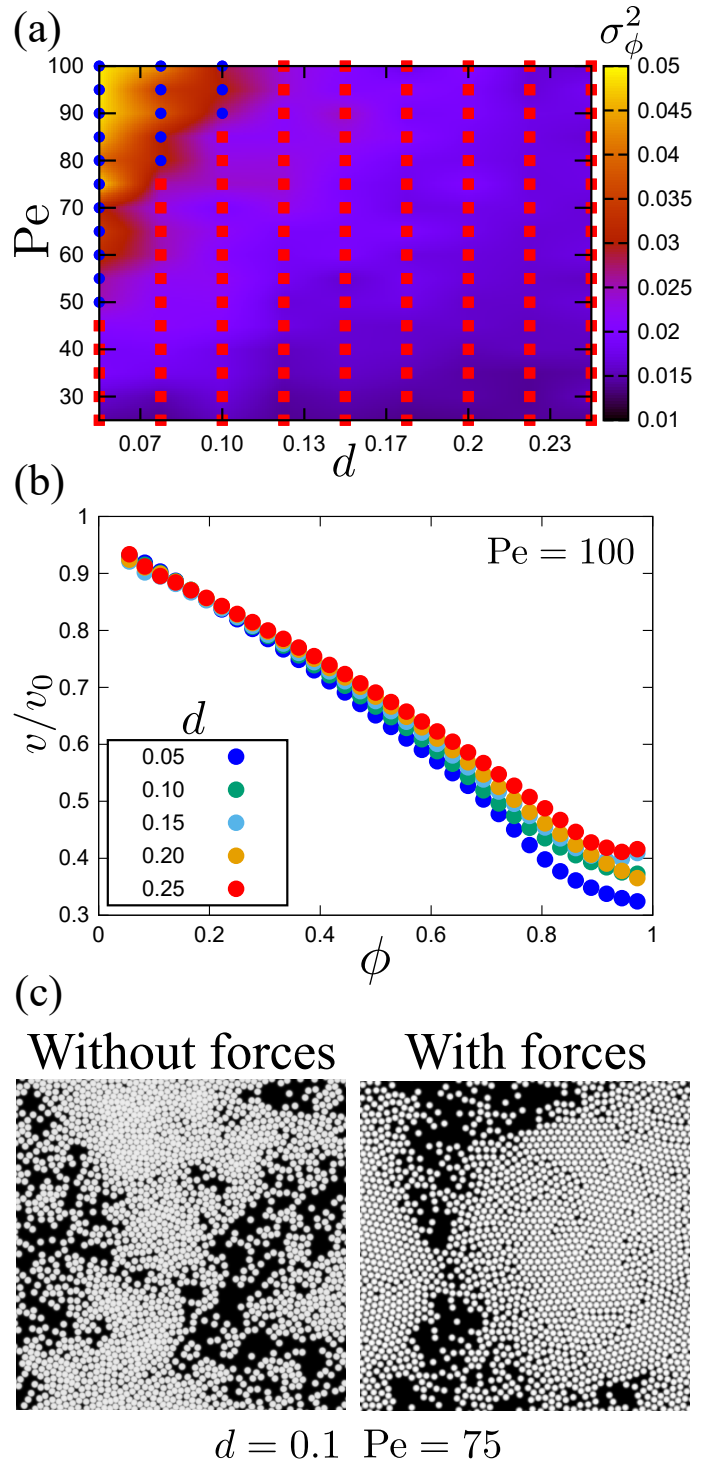 (a)
σ²_ϕ
Pe
100
90
80
70
60
50
40
30
0.07 0.10 0.13 0.17 0.2 0.23
d
0.05
0.045
0.04
0.035
0.03
0.025
0.02
0.015
0.01
(b)
Pe = 100
v/v₀
1
0.9
0.8
0.7
0.6
0.5
0.4
0.3
d
0.05
0.10
0.15
0.20
0.25
0 0.2 0.4 0.6 0.8 1
ϕ
(c)
Without forces With forces
d = 0.1 Pe = 75